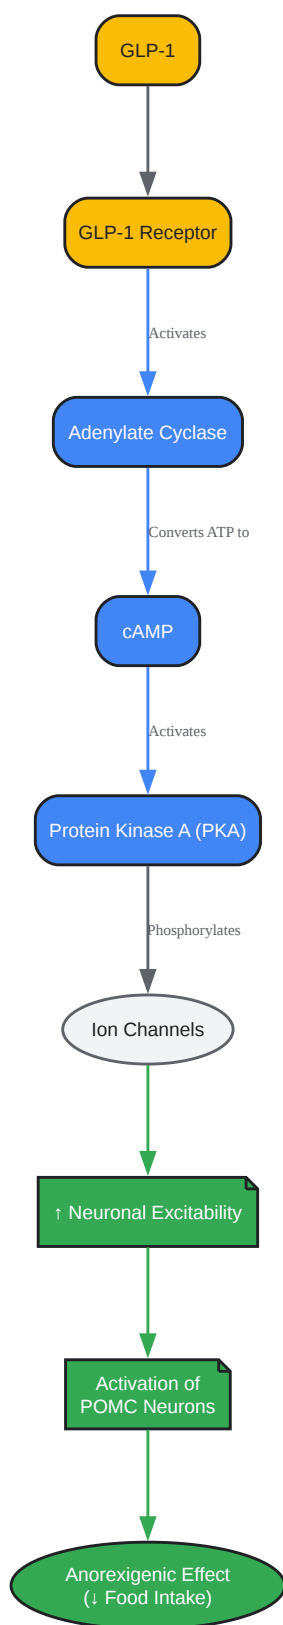 GLP-1
GLP-1 Receptor
Activates
Adenylate Cyclase
Converts ATP to
cAMP
Activates
Protein Kinase A (PKA)
Phosphorylates
Ion Channels
↑ Neuronal Excitability
Activation of
POMC Neurons
Anorexigenic Effect
(↓ Food Intake)